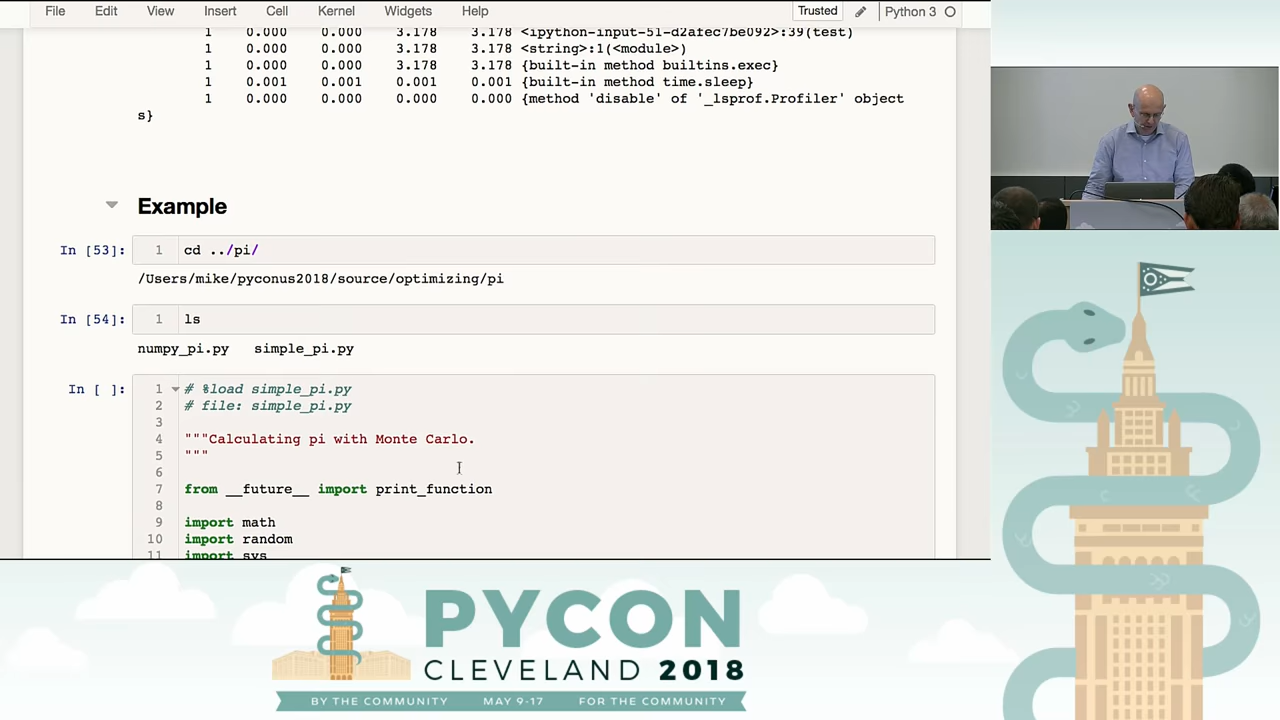 File Edit View Insert Cell Kernel Widgets Help Trusted Python 3
1 0.000 0.000 3.178 3.178 <ipython-input-51-d2afec7be092>:39(test)
1 0.000 0.000 3.178 3.178 <string>:1(<module>)
1 0.000 0.000 3.178 3.178 {built-in method builtins.exec}
1 0.001 0.001 0.001 0.001 {built-in method time.sleep}
1 0.000 0.000 0.000 0.000 {method 'disable' of '_lsprof.Profiler' object
s}
Example
In [53]: 1 cd ../pi/
/Users/mike/pyconus2018/source/optimizing/pi
In [54]: 1 ls
numpy_pi.py simple_pi.py
In [ ]: 1 # %load simple_pi.py
2 # file: simple_pi.py
3
4 """Calculating pi with Monte Carlo.
5 """
6
7 from __future__ import print_function
8
9 import math
10 import random
11 import sys
PYCON
CLEVELAND 2018
BY THE COMMUNITY MAY 9-17 FOR THE COMMUNITY